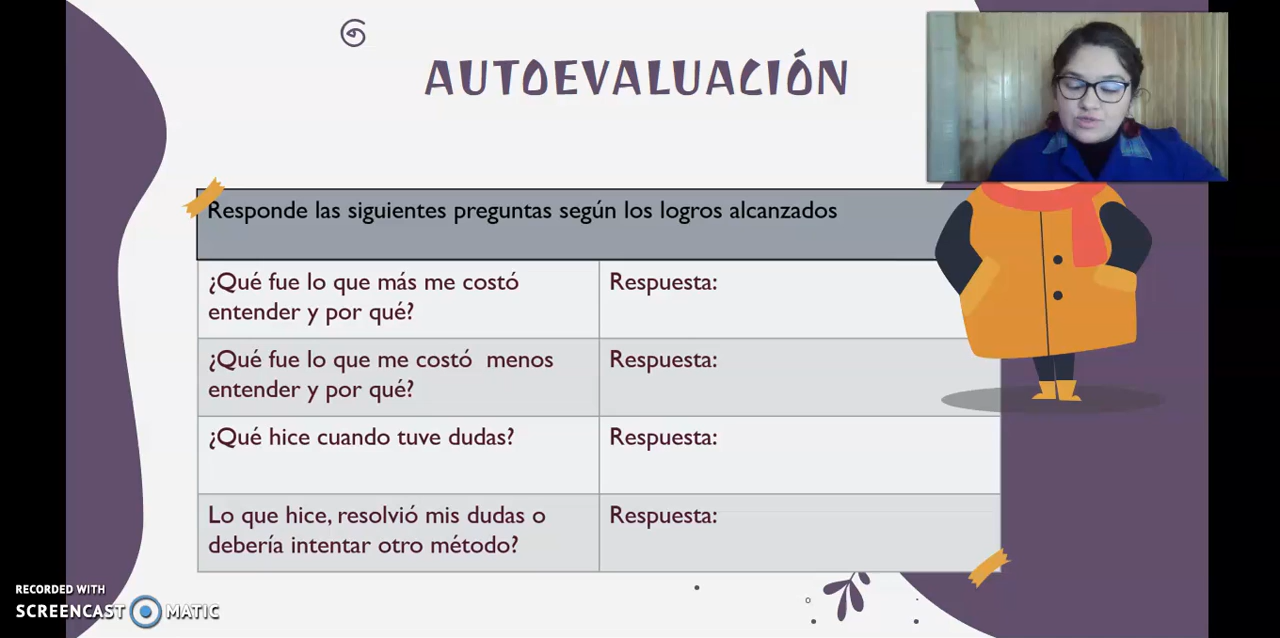 AUTOEVALUACIÓN
Responde las siguientes preguntas según los logros alcanzados
¿Qué fue lo que más me costó
entender y por qué?
Respuesta:
¿Qué fue lo que me costó  menos
entender y por qué?
Respuesta:
¿Qué hice cuando tuve dudas?
Respuesta:
Lo que hice, resolvió mis dudas o
debería intentar otro método?
Respuesta:
RECORDED WITH
SCREENCAST MATIC